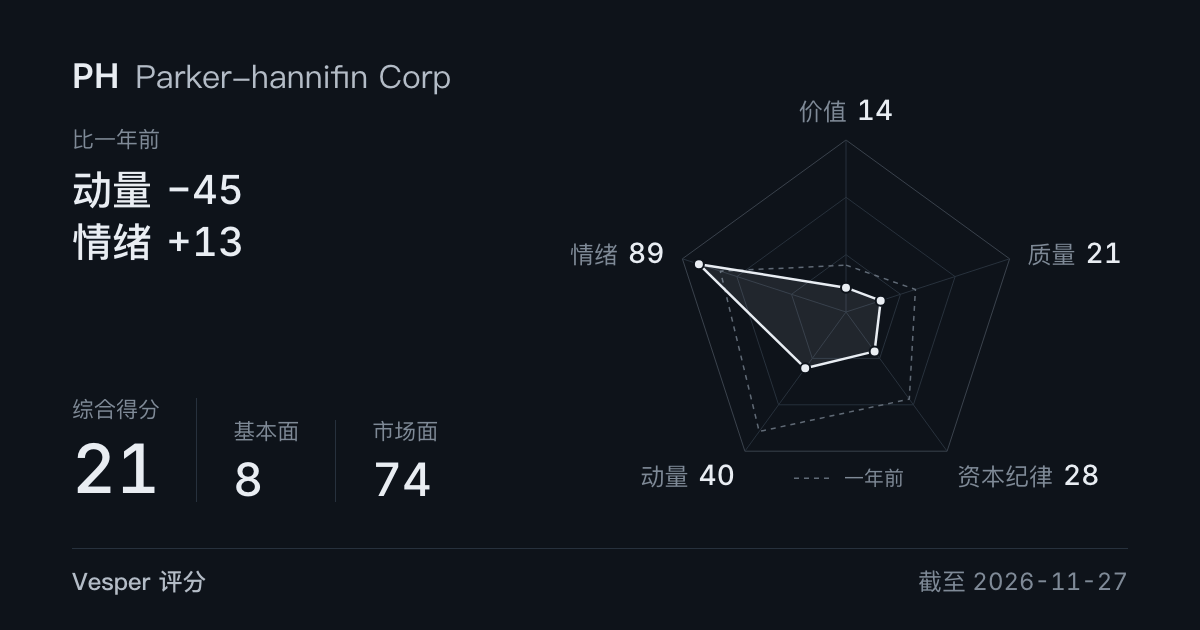 PH Parker–hannifin Corp
比一年前
动量 −45
情绪 +13
综合得分
21
基本面
8
市场面
74
价值 14
质量 21
资本纪律 28
动量 40
情绪 89
一年前
Vesper 评分
截至 2026-11-27